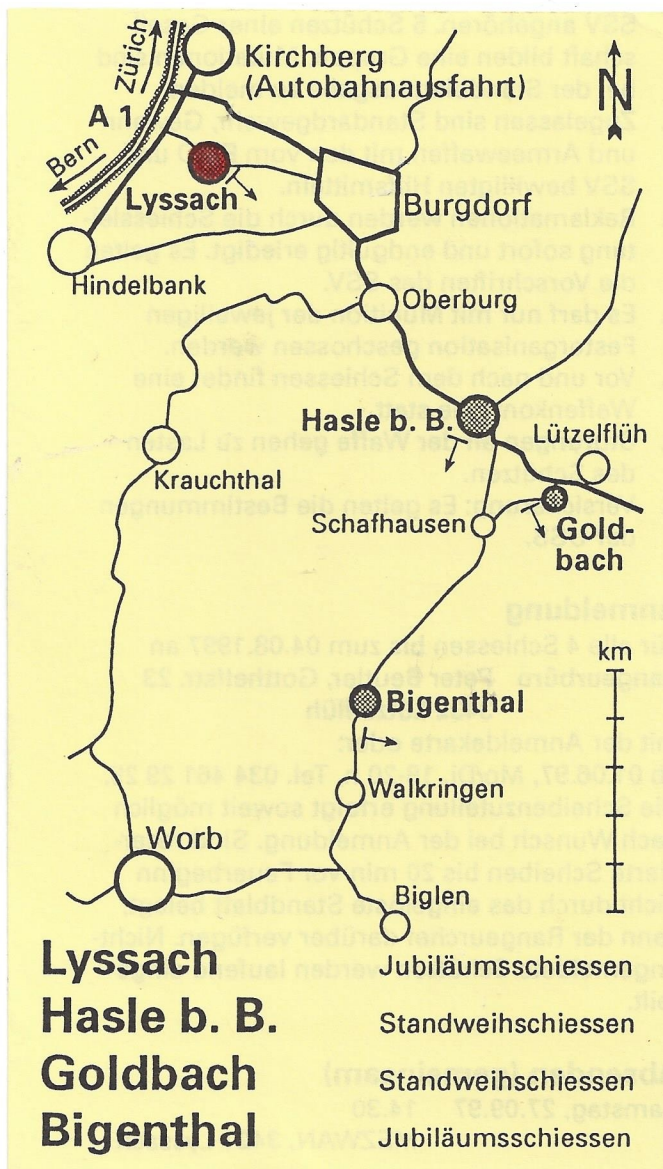 Zürich
Kirchberg
(Autobahnausfahrt)
N
A 1
Bern
Lyssach
Burgdorf
Hindelbank
Oberburg
Hasle b. B.
Lützelflüh
Krauchthal
Schafhausen
Gold-
bach
km
Bigenthal
Walkringen
Worb
Biglen
Lyssach Jubiläumsschiessen
Hasle b. B. Standweihschiessen
Goldbach Standweihschiessen
Bigenthal Jubiläumsschiessen